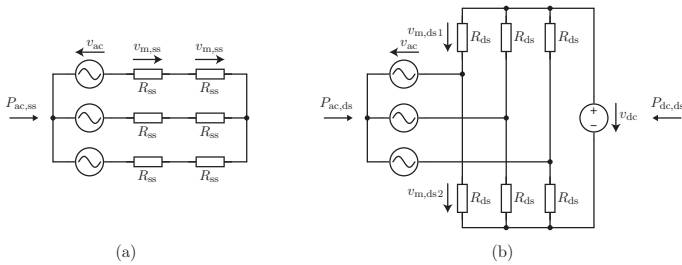 v_ac v_m,ss v_m,ss
R_ss R_ss
P_ac,ss
R_ss R_ss
R_ss R_ss
(a)
v_m,ds1 R_ds R_ds R_ds
v_ac
P_ac,ds
+
−
v_dc
P_dc,ds
v_m,ds2 R_ds R_ds R_ds
(b)